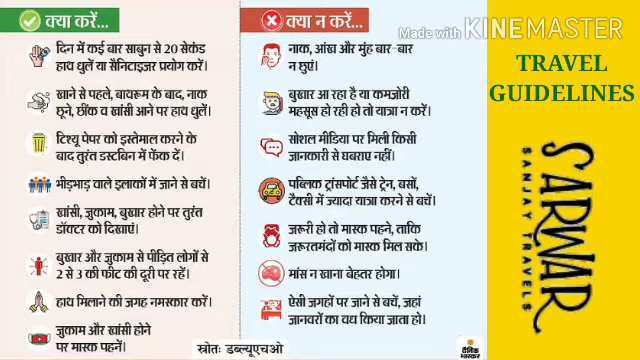 क्या करें...
दिन में कई बार साबुन से 20 सेकंड
हाथ धुलें या सैनिटाइजर प्रयोग करें।
खाने से पहले, बाथरूम के बाद, नाक
छूने, छींक व खांसी आने पर हाथ धुलें।
टिश्यू पेपर को इस्तेमाल करने के
बाद तुरंत डस्टबिन में फेंक दें।
भीड़भाड़ वाले इलाकों में जाने से बचें।
खांसी, जुकाम, बुखार होने पर तुरंत
डॉक्टर को दिखाएं।
बुखार और जुकाम से पीड़ित लोगों से
2 से 3 की फीट की दूरी पर रहें।
हाथ मिलाने की जगह नमस्कार करें।
जुकाम और खांसी होने
पर मास्क पहनें।
स्रोतः डब्ल्यूएचओ
क्या न करें...
नाक, आंख और मुंह बार-बार
न छुएं।
बुखार आ रहा है या कमज़ोरी
महसूस हो रही हो तो यात्रा न करें।
सोशल मीडिया पर मिली किसी
जानकारी से घबराए नहीं।
पब्लिक ट्रांसपोर्ट जैसे ट्रेन, बसों,
टैक्सी में ज्यादा यात्रा करने से बचें।
जरूरी हो तो मास्क पहने, ताकि
जरूरतमंदों को मास्क मिल सके।
मांस न खाना बेहतर होगा।
ऐसी जगहों पर जाने से बचें, जहां
जानवरों का वध किया जाता हो।
दैनिक
भास्कर
Made with KINEMASTER
TRAVEL
GUIDELINES
SARWAR
SANJAY TRAVELS